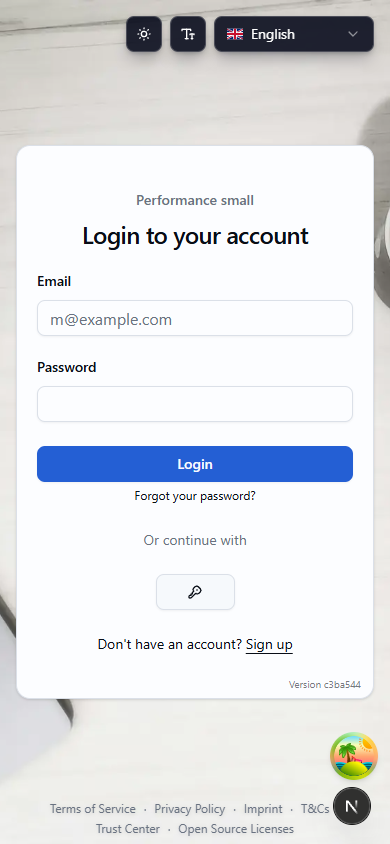 English
Performance small
Login to your account
Email
m@example.com
Password
Login
Forgot your password?
Or continue with
Don't have an account? Sign up
Version c3ba544
Terms of Service · Privacy Policy · Imprint · T&Cs
N
Trust Center · Open Source Licenses